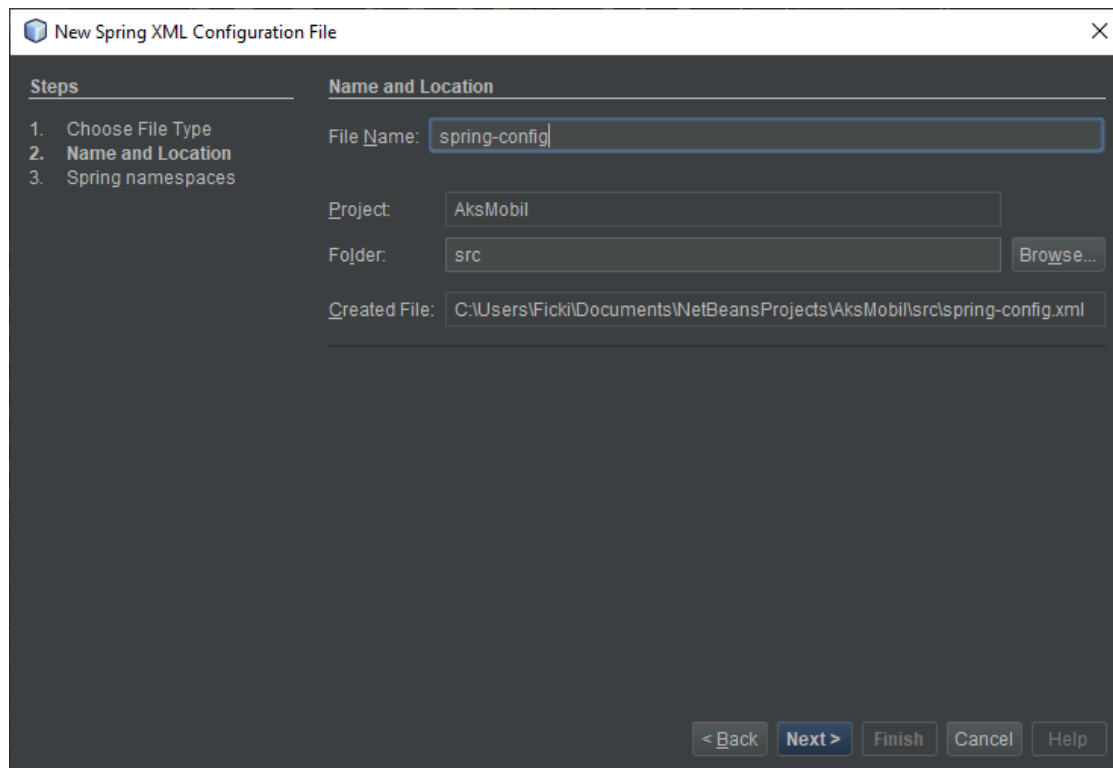 New Spring XML Configuration File
Steps
1. Choose File Type
2. Name and Location
3. Spring namespaces
Name and Location
File Name: spring-config
Project: AksMobil
Folder: src Browse...
Created File: C:\Users\Ficki\Documents\NetBeansProjects\AksMobil\src\spring-config.xml
< Back Next > Finish Cancel Help